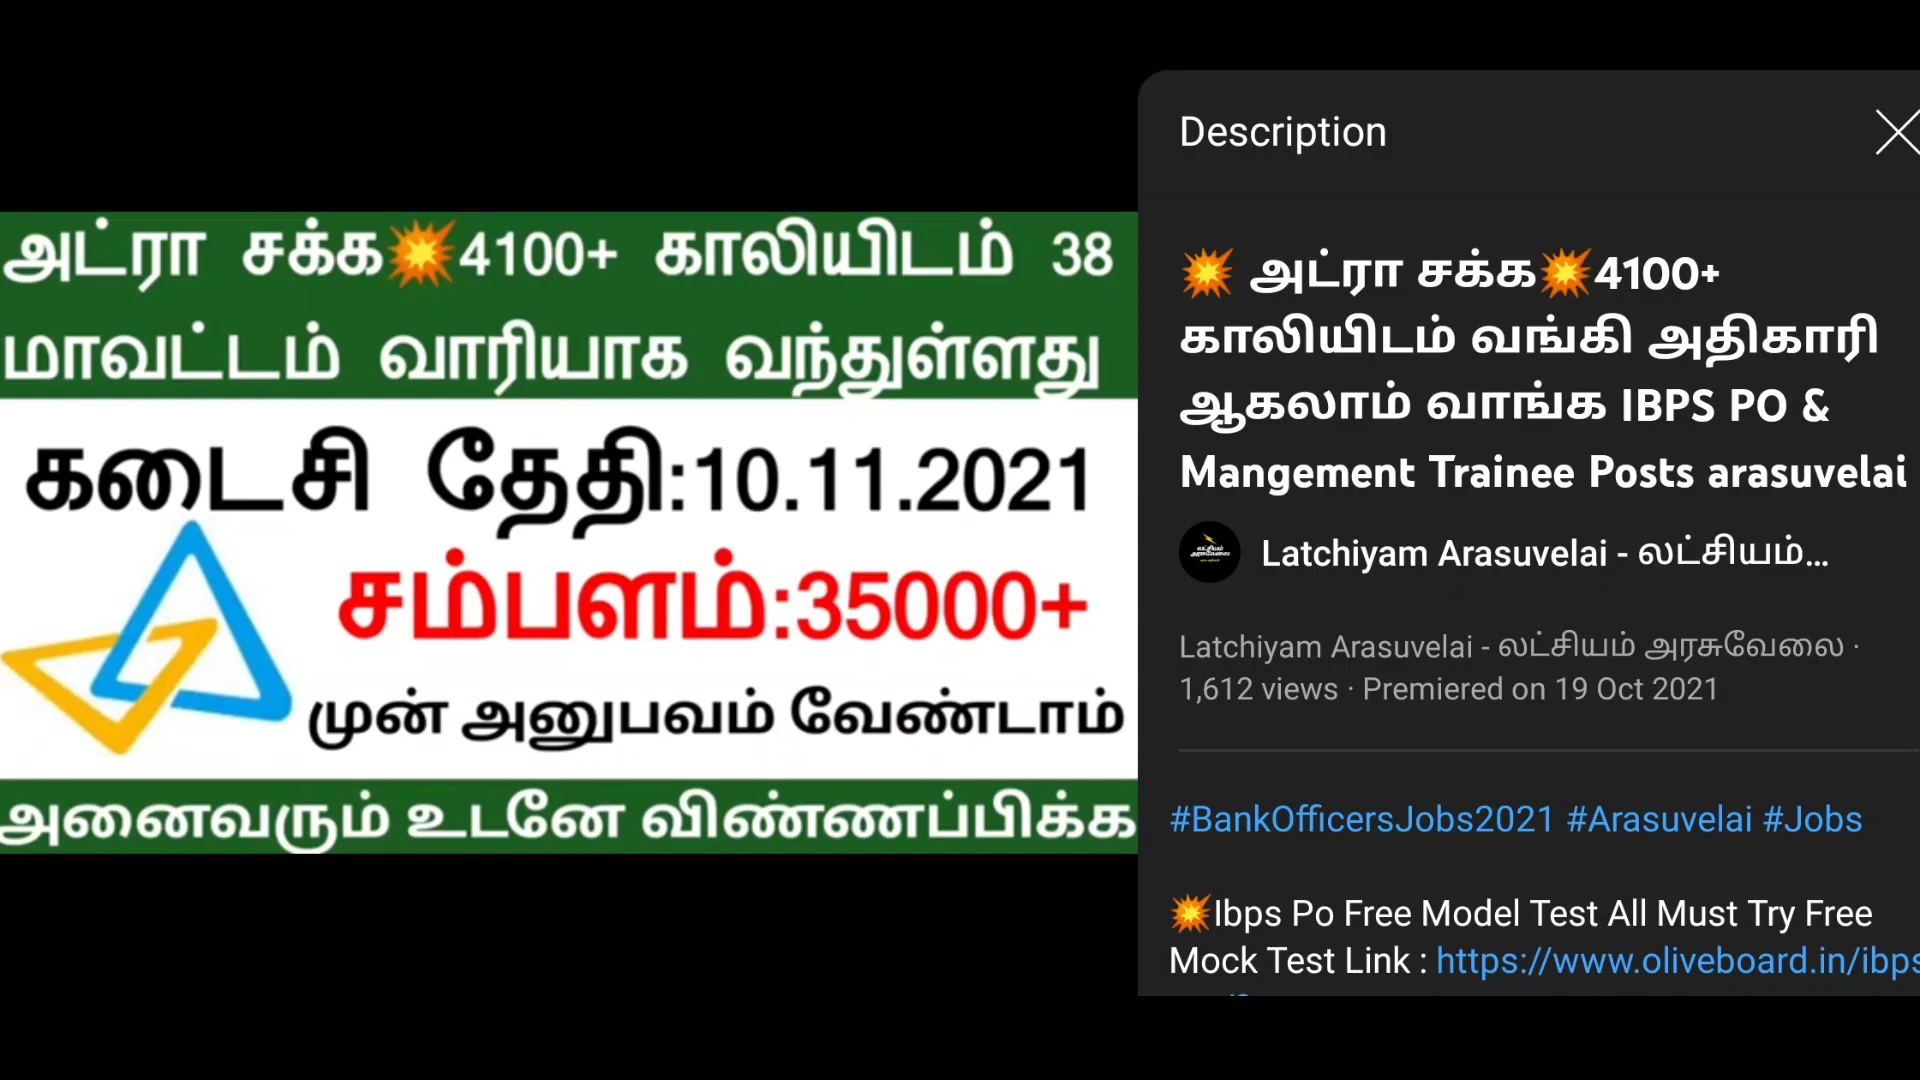 அட்ரா சக்க💥4100+ காலியிடம் 38
மாவட்டம் வாரியாக வந்துள்ளது
கடைசி தேதி:10.11.2021
சம்பளம்:35000+
முன் அனுபவம் வேண்டாம்
அனைவரும் உடனே விண்ணப்பிக்க
Description
💥 அட்ரா சக்க💥4100+
காலியிடம் வங்கி அதிகாரி
ஆகலாம் வாங்க IBPS PO &
Mangement Trainee Posts arasuvelai
Latchiyam Arasuvelai - லட்சியம்...
Latchiyam Arasuvelai - லட்சியம் அரசுவேலை ·
1,612 views · Premiered on 19 Oct 2021
#BankOfficersJobs2021 #Arasuvelai #Jobs
💥Ibps Po Free Model Test All Must Try Free
Mock Test Link : https://www.oliveboard.in/ibps